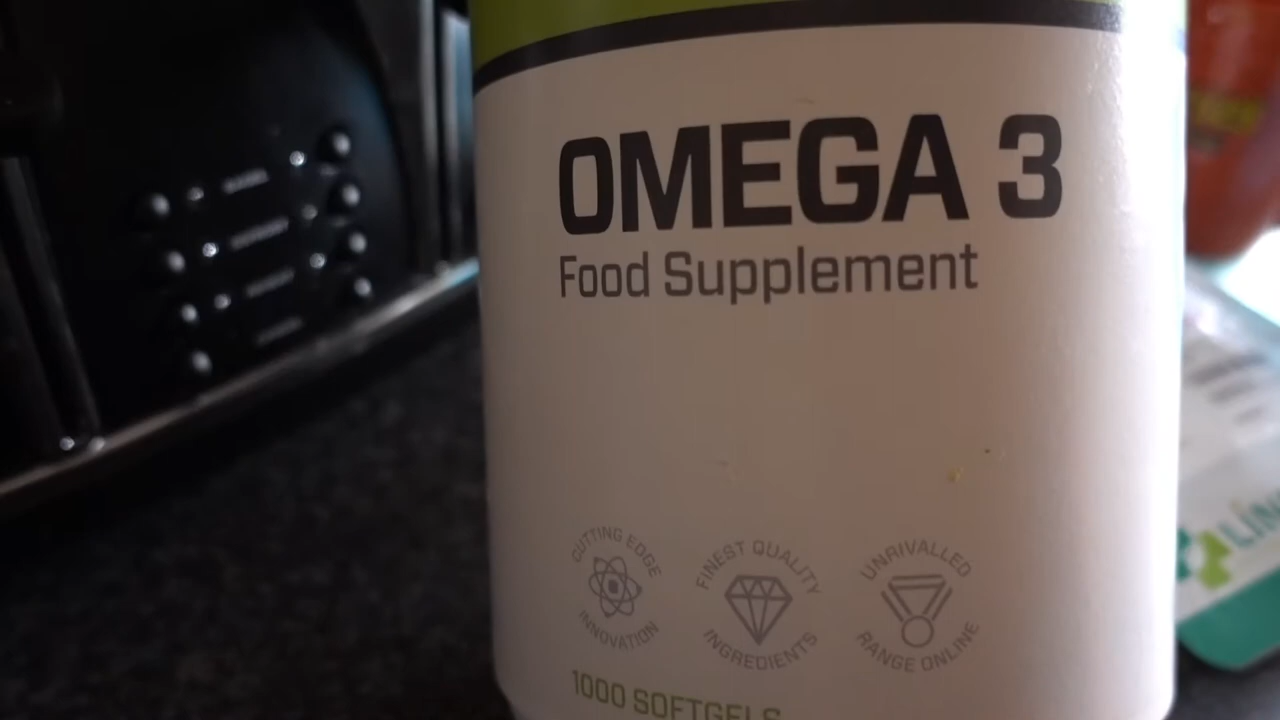 OMEGA 3
Food Supplement
CUTTING EDGE
INNOVATION
FINEST QUALITY
INGREDIENTS
UNRIVALLED
RANGE ONLINE
1000 SOFTGELS